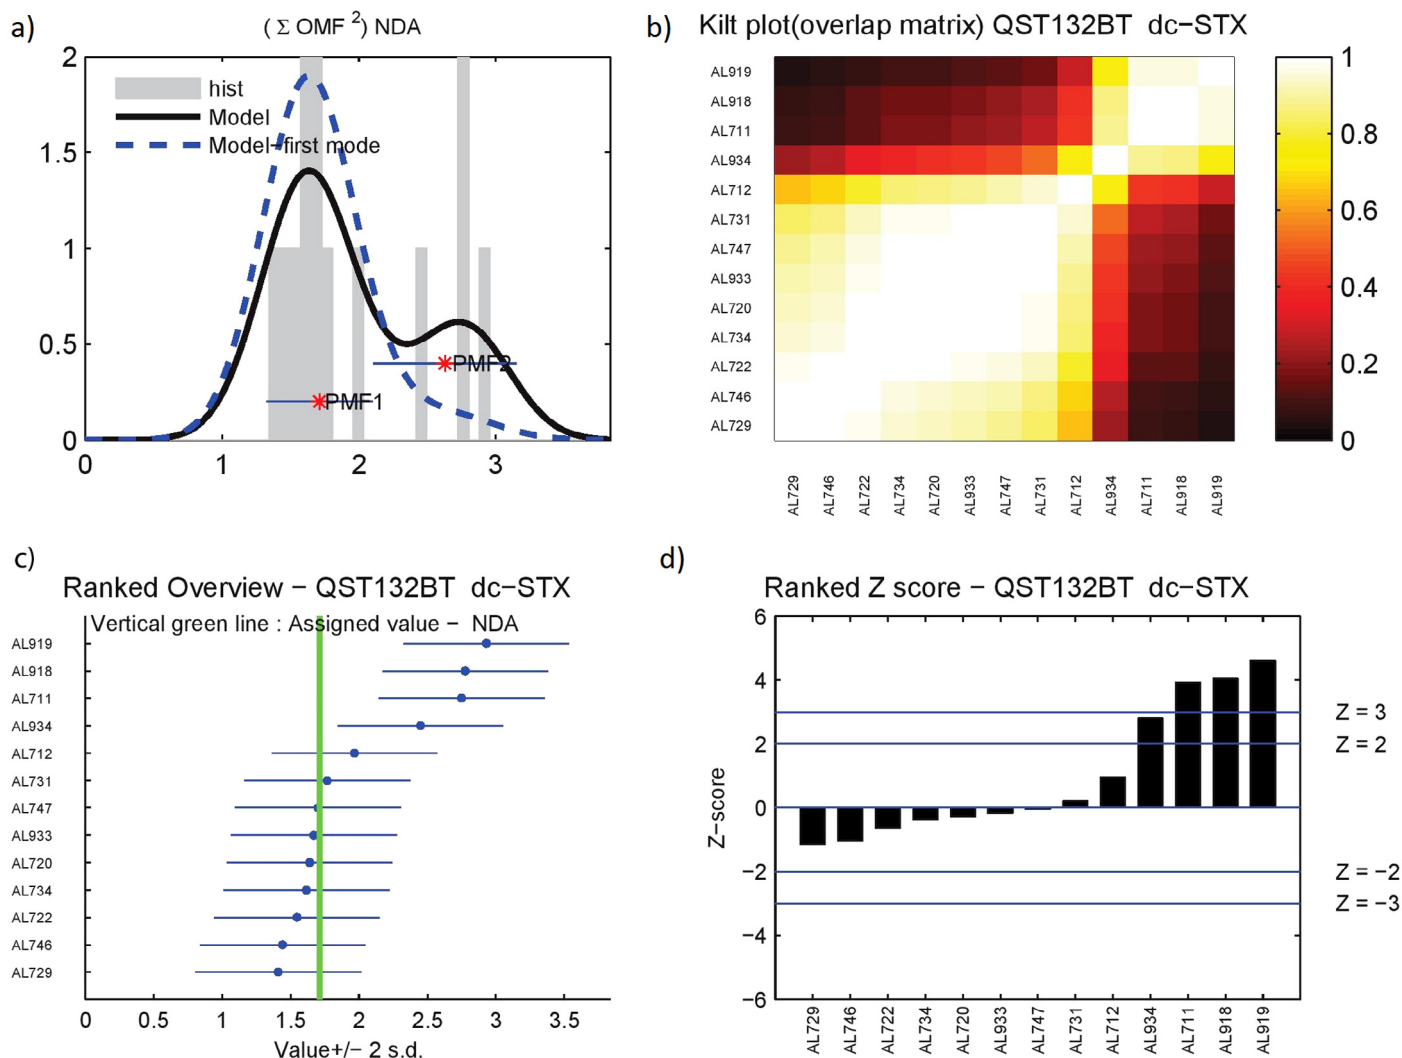 a)
( Σ OMF 2) NDA
2
1.5
1
0.5
0
hist
Model
Model−first mode
PMF2
PMF1
0 1 2 3
b)
Kilt plot(overlap matrix) QST132BT dc−STX
AL919
AL918
AL711
AL934
AL712
AL731
AL747
AL933
AL720
AL734
AL722
AL746
AL729
AL729 AL746 AL722 AL734 AL720 AL933 AL747 AL731 AL712 AL934 AL711 AL918 AL919
1
0.8
0.6
0.4
0.2
0
c)
Ranked Overview − QST132BT dc−STX
Vertical green line : Assigned value − NDA
AL919
AL918
AL711
AL934
AL712
AL731
AL747
AL933
AL720
AL734
AL722
AL746
AL729
0 0.5 1 1.5 2 2.5 3 3.5
Value+/− 2 s.d.
d)
Ranked Z score − QST132BT dc−STX
Z−score
6
4
2
0
−2
−4
−6
Z = 3
Z = 2
Z = −2
Z = −3
AL729 AL746 AL722 AL734 AL720 AL933 AL747 AL731 AL712 AL934 AL711 AL918 AL919